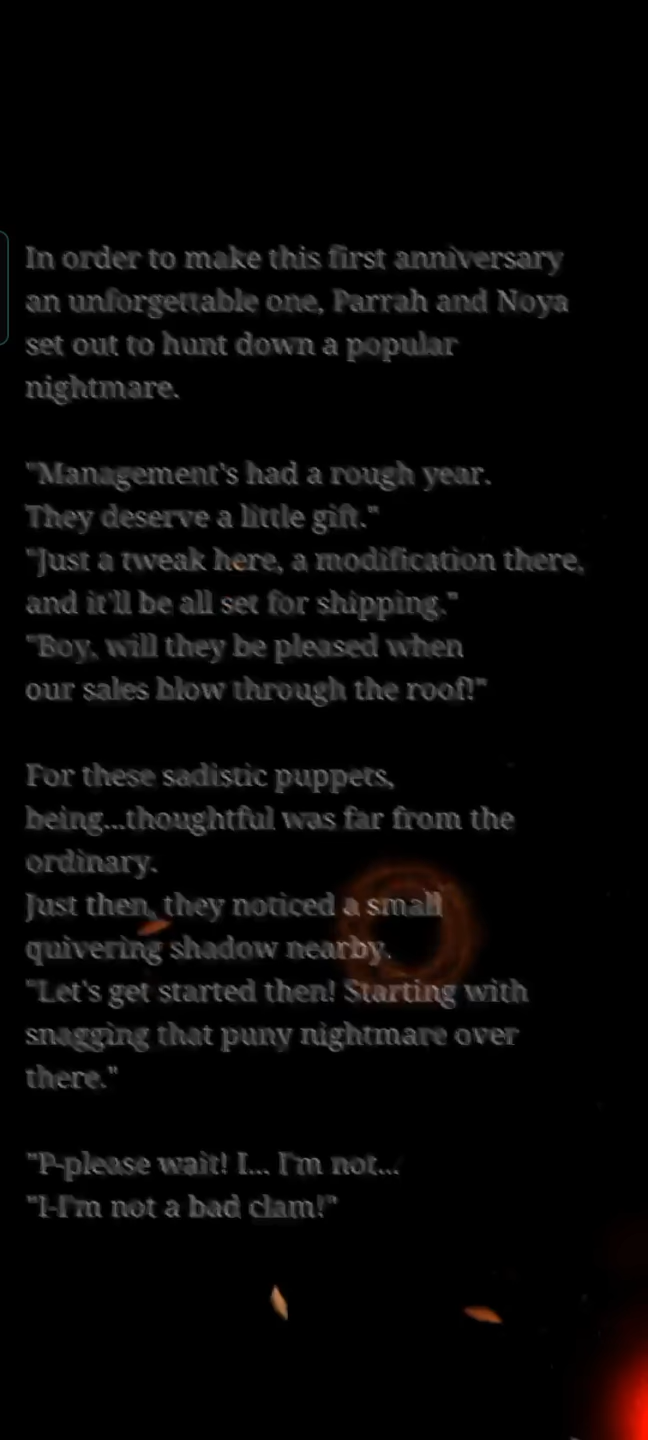 In order to make this first anniversary
an unforgettable one, Parrah and Noya
set out to hunt down a popular
nightmare.
"Management's had a rough year.
They deserve a little gift."
"Just a tweak here, a modification there,
and it'll be all set for shipping."
"Boy, will they be pleased when
our sales blow through the roof!"
For these sadistic puppets,
being...thoughtful was far from the
ordinary.
Just then, they noticed a small
quivering shadow nearby.
"Let's get started then! Starting with
snagging that puny nightmare over
there."
"P-please wait! I... I'm not...
"I-I'm not a bad clam!"